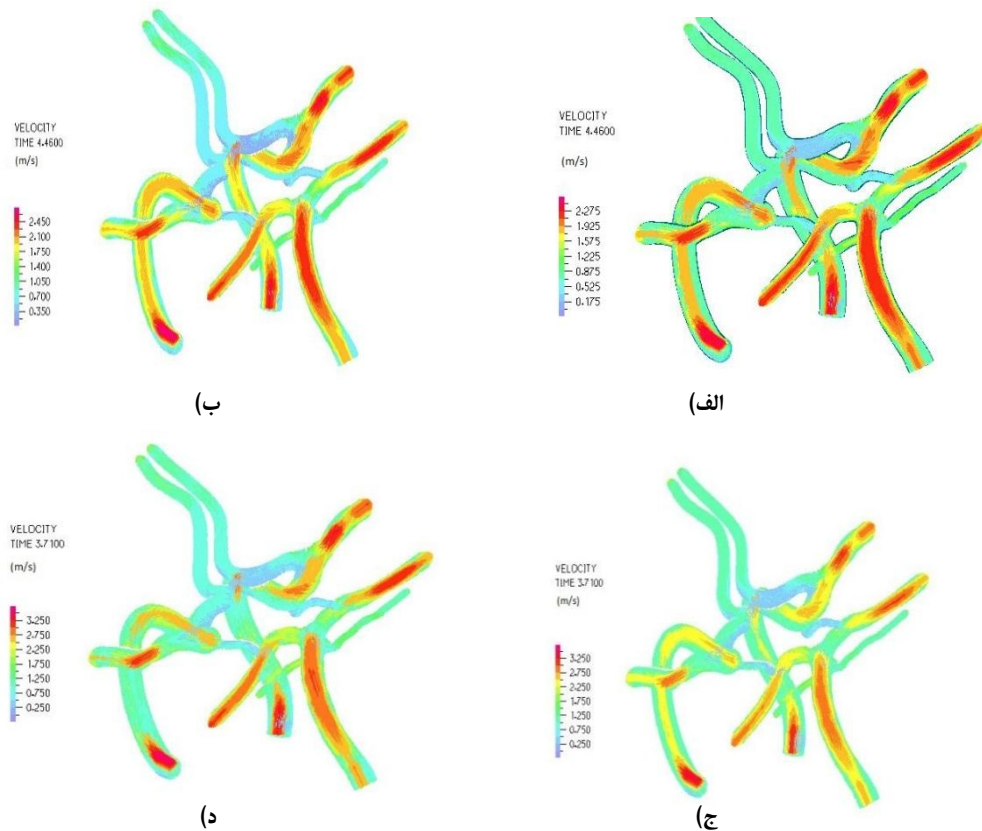 VELOCITY
TIME 4.4600
(m/s)
2.275
1.925
1.575
1.225
0.875
0.525
0.175
الف)
VELOCITY
TIME 4.4600
(m/s)
2.450
2.100
1.750
1.400
1.050
0.700
0.350
ب)
VELOCITY
TIME 3.7100
(m/s)
3.250
2.750
2.250
1.750
1.250
0.750
0.250
ج)
VELOCITY
TIME 3.7100
(m/s)
3.250
2.750
2.250
1.750
1.250
0.750
0.250
د)